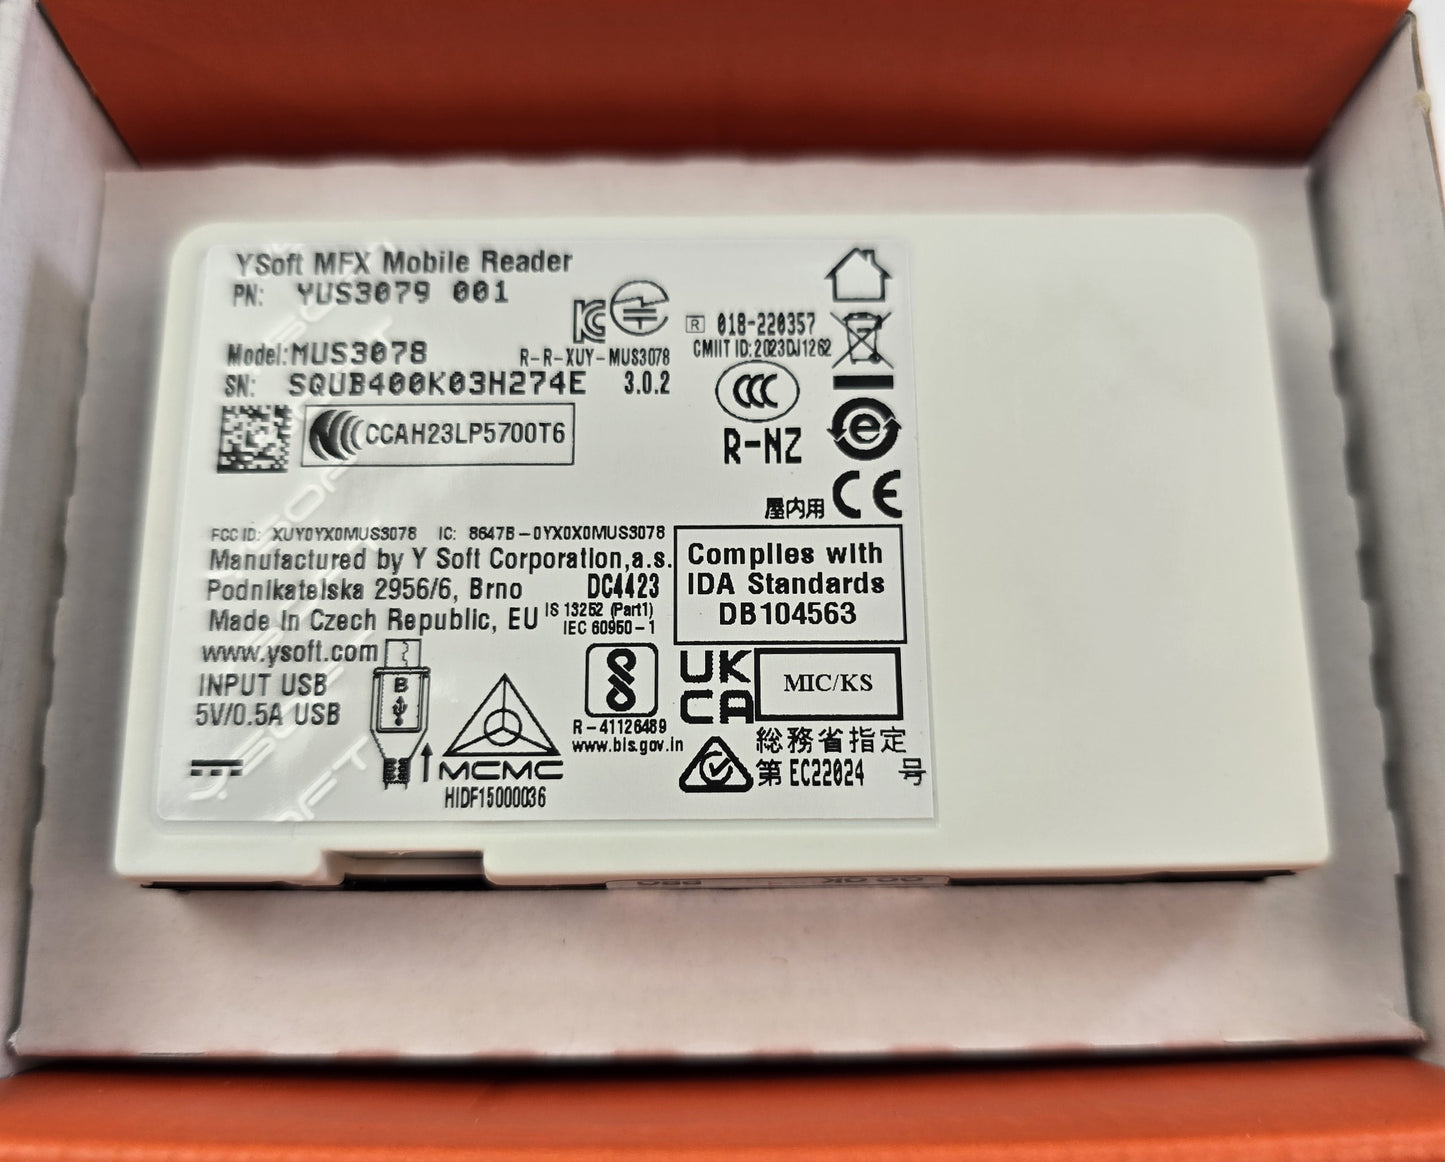 YSoft MFX Mobile Reader
PN: YUS3079 001
R 018-220357
CMIIT ID:2023DJ1262
Model:MUS3078
R-R-XUY-MUS3078
SN: SQUB400K03H274E 3.0.2
CCC
CCAH23LP5700T6
R-NZ
e
屋内用 CE
FCC ID: XUY0YX0MUS3078 IC: 8647B-0YX0X0MUS3078
Manufactured by Y Soft Corporation,a.s.
Podnikatelska 2956/6, Brno DC4423
Made in Czech Republic, EU IS 13252 (Part1)
IEC 60950-1
Complies with
IDA Standards
DB104563
www.ysoft.com
INPUT USB
5V/0.5A USB
B
MCMC
HIDF15000036
R-41126489
www.bis.gov.in
UK
CA
MIC/KS
総務省指定
第 EC22024 号